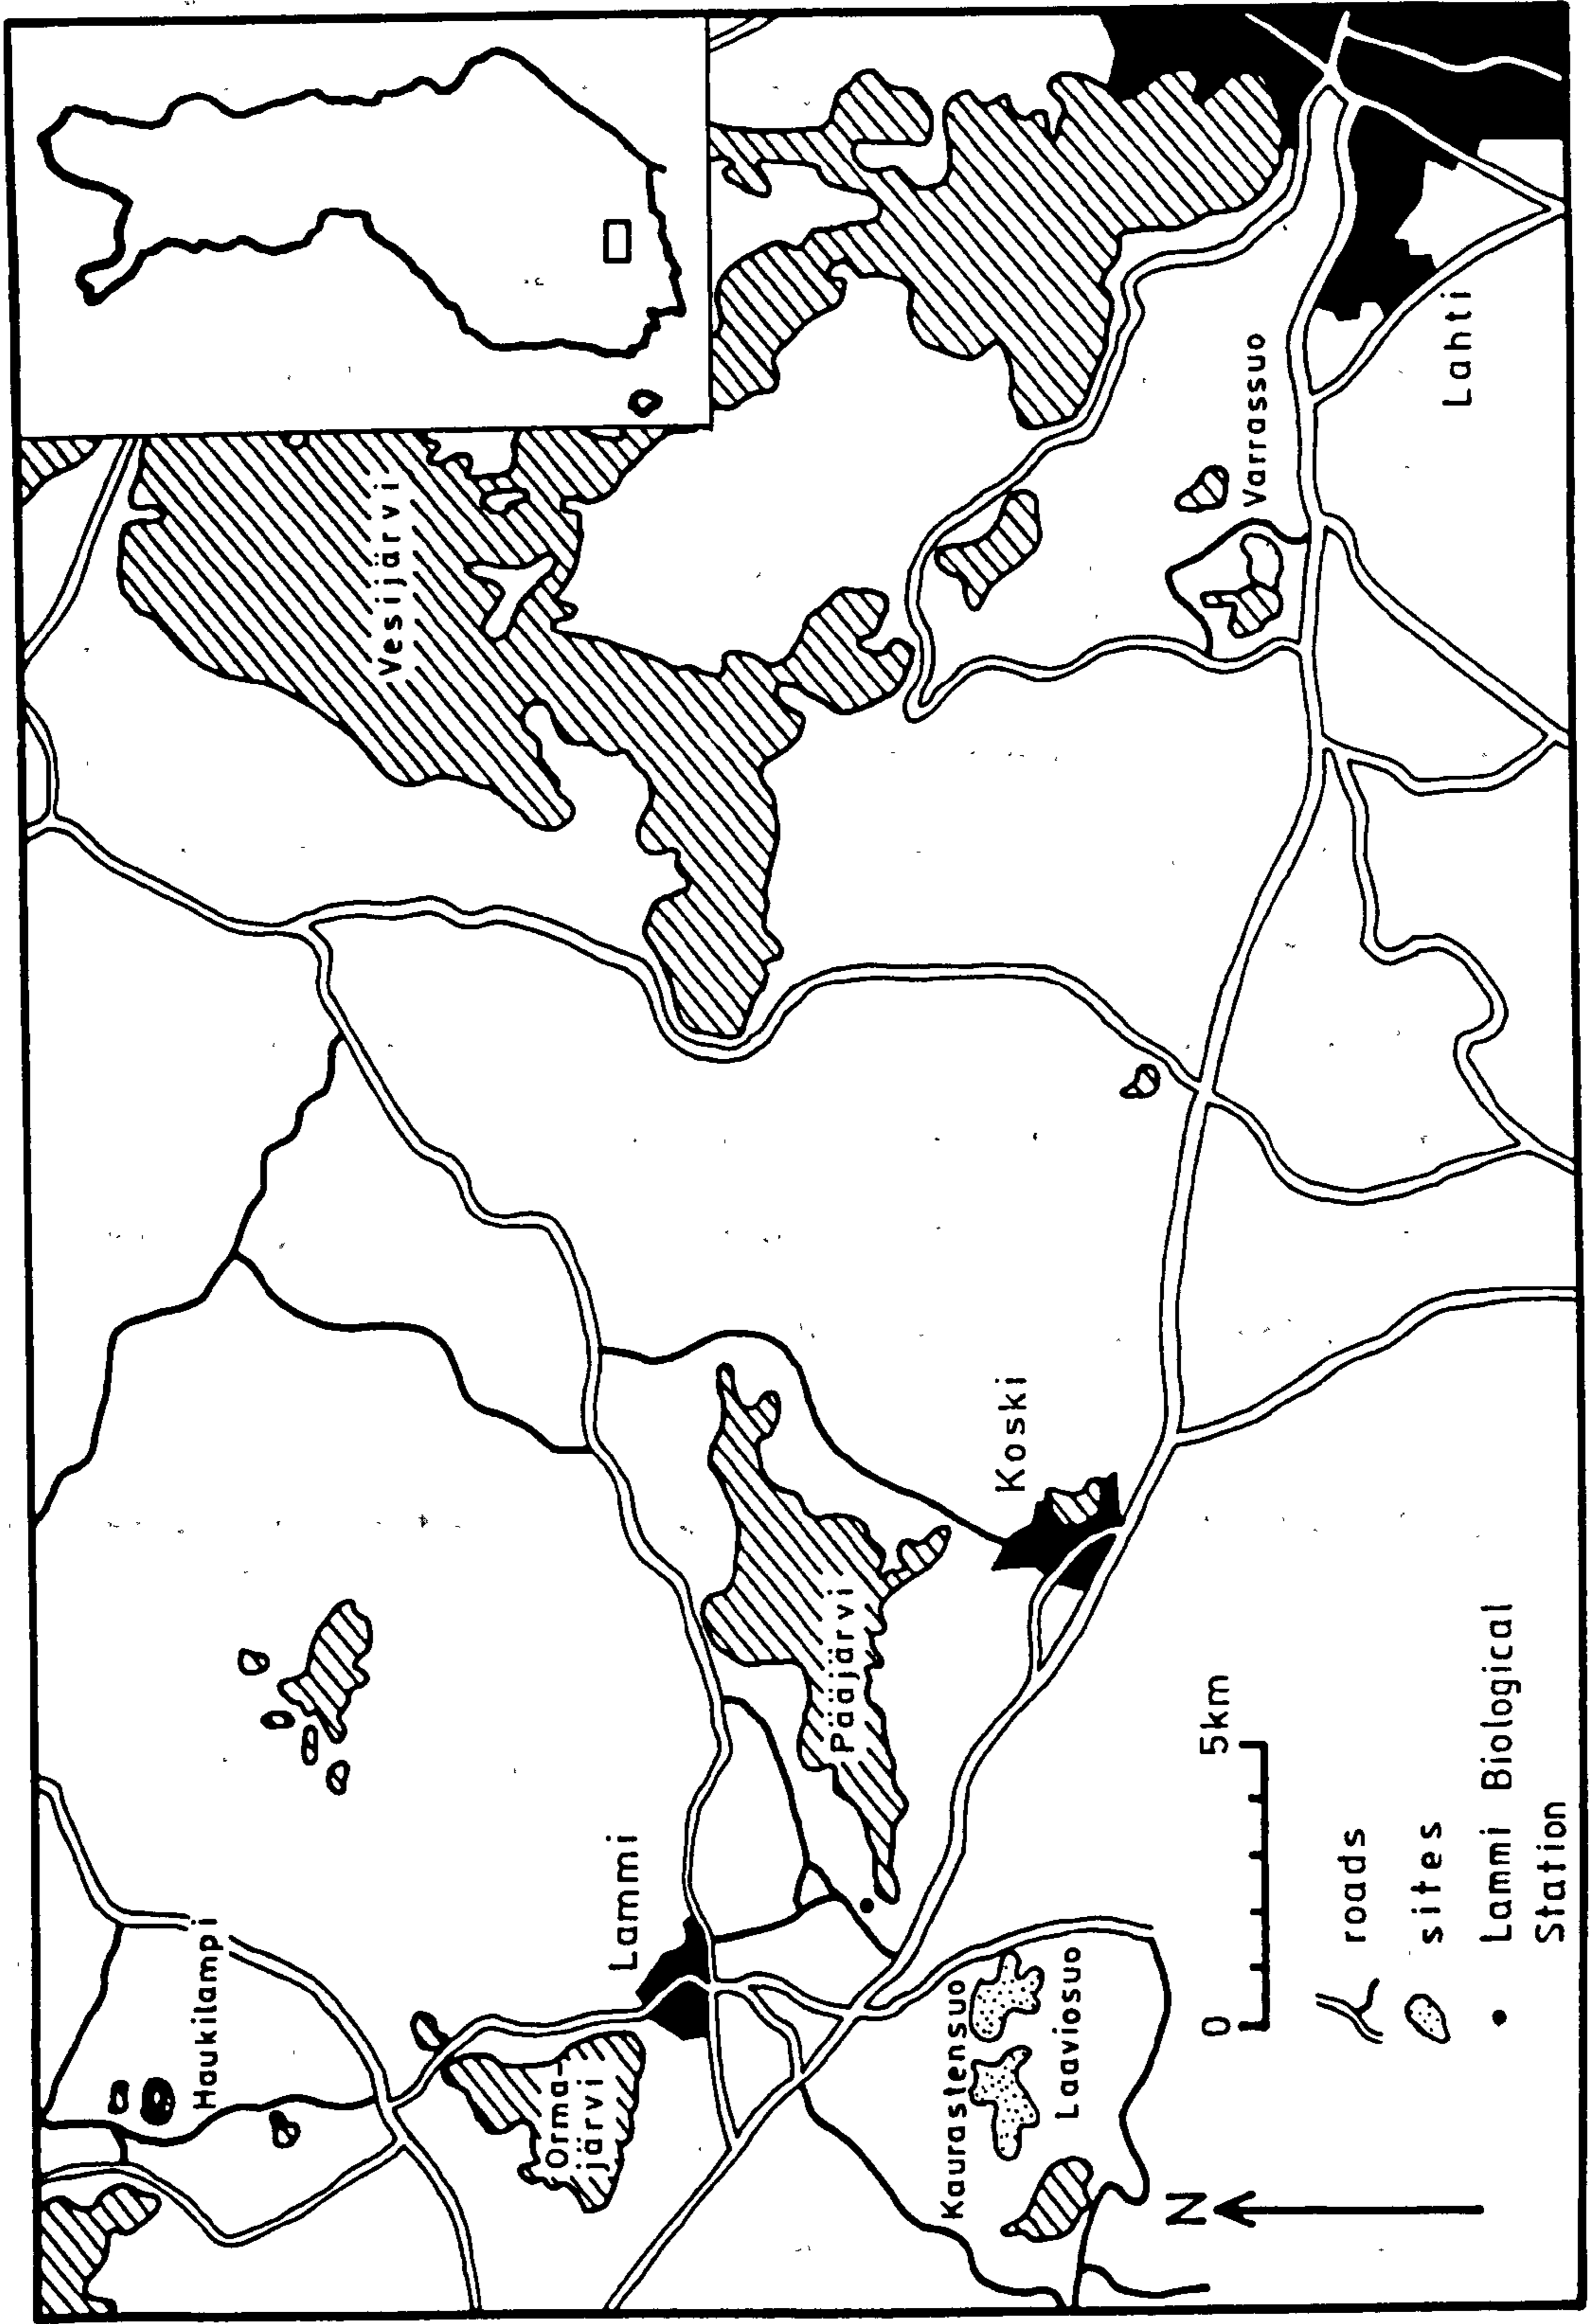 Vesijärvi
Haukilampi
Lammi
Orma-
järvi
Pääjärvi
Koski
Varrassuo
Lahti
Kaurastensuo
Laaviosuo
N
0
5km
roads
sites
Lammi Biological
Station